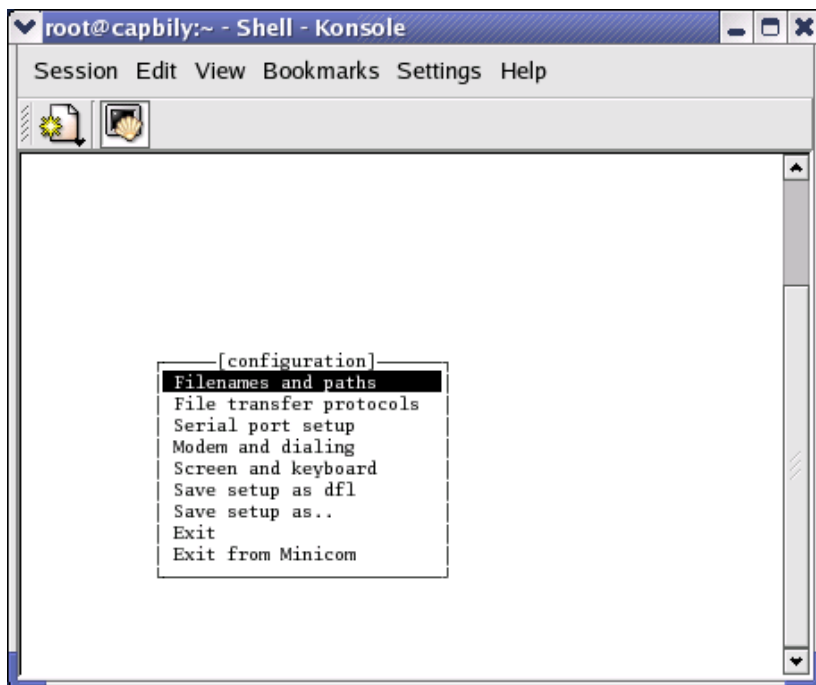 root@capbily:~ - Shell - Konsole
Session Edit View Bookmarks Settings Help
[configuration]
Filenames and paths
File transfer protocols
Serial port setup
Modem and dialing
Screen and keyboard
Save setup as dfl
Save setup as..
Exit
Exit from Minicom